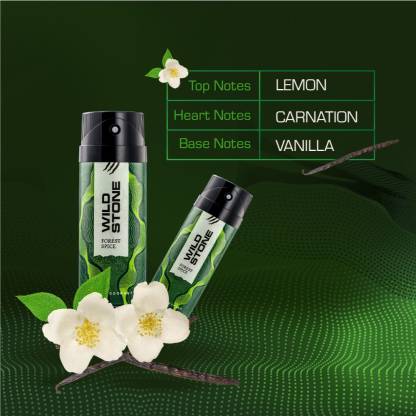 Top Notes LEMON
Heart Notes CARNATION
Base Notes VANILLA
WILD
STONE
FOREST
SPICE
WILD
STONE
FOREST
SPICE